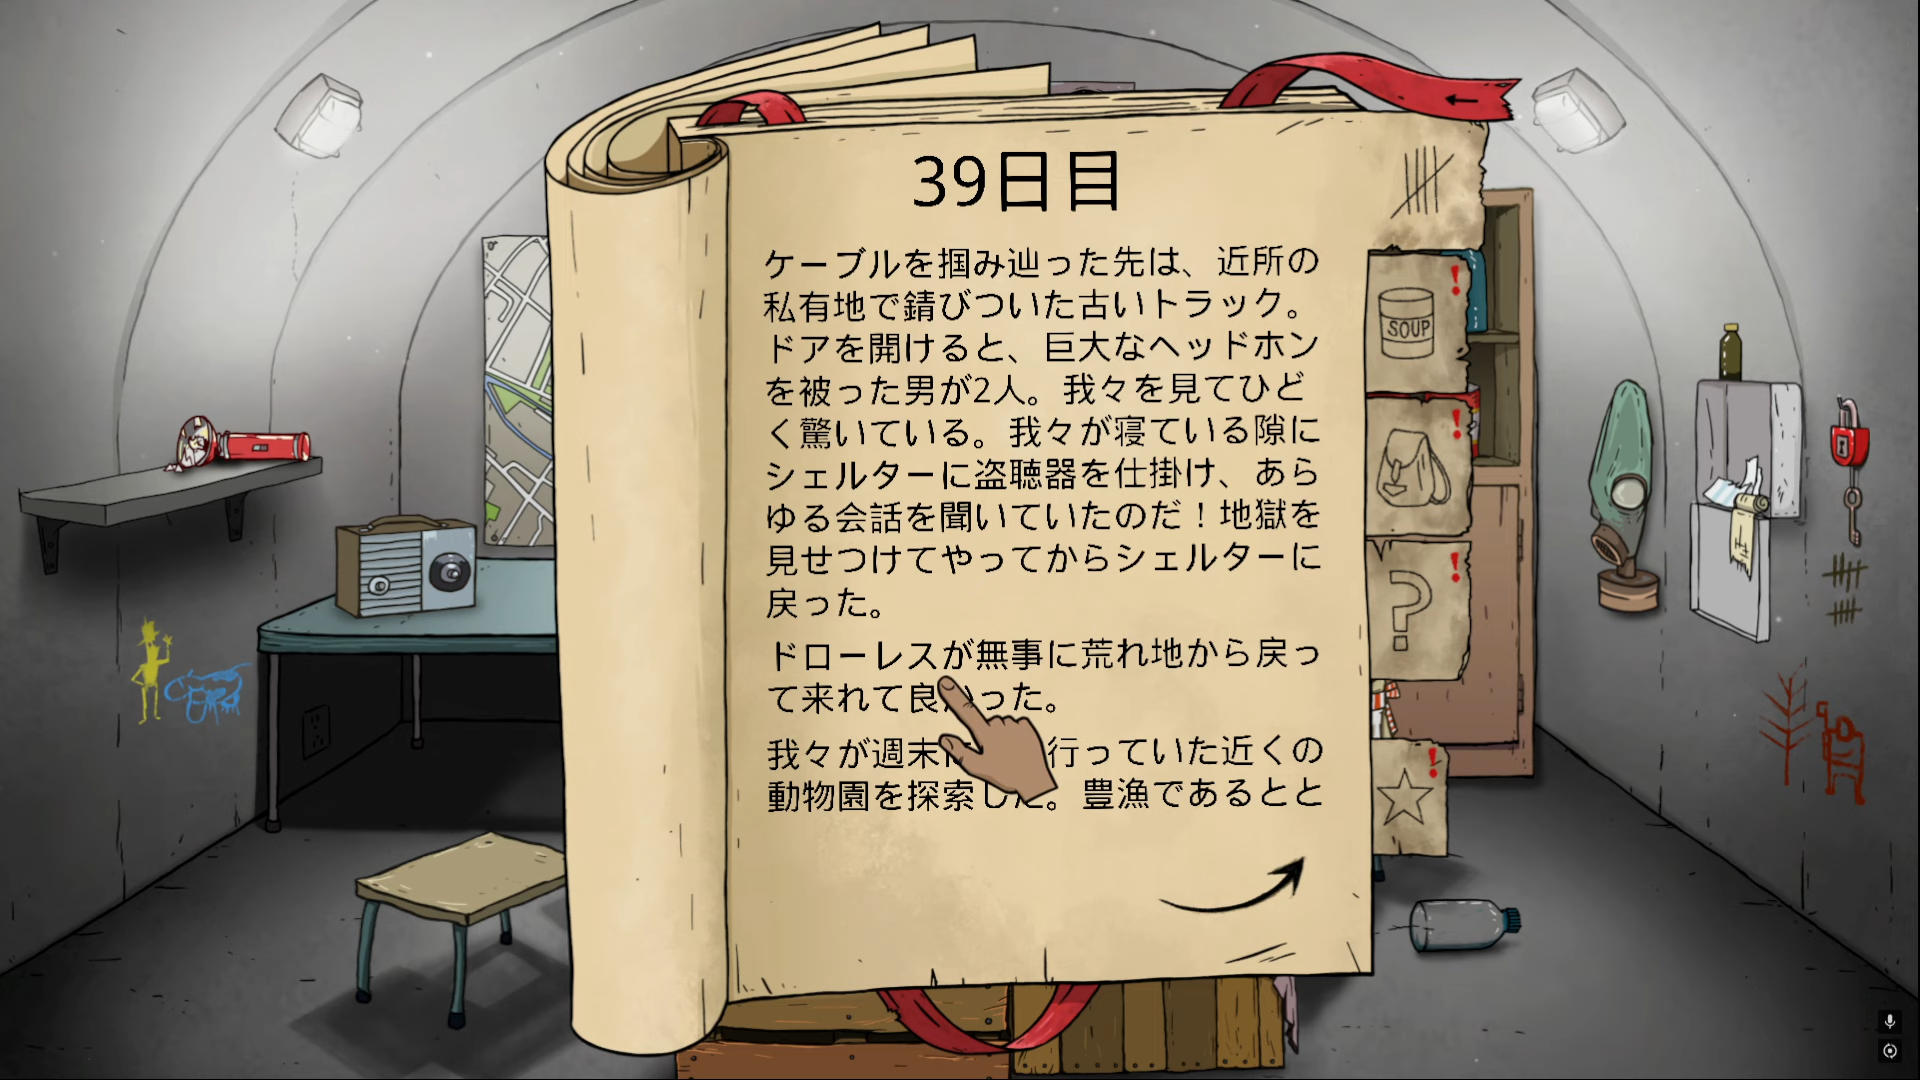 39日目
ケーブルを掴み辿った先は、近所の
私有地で錆びついた古いトラック。
ドアを開けると、巨大なヘッドホン
を被った男が2人。我々を見てひど
く驚いている。我々が寝ている隙に
シェルターに盗聴器を仕掛け、あら
ゆる会話を聞いていたのだ！地獄を
見せつけてやってからシェルターに
戻った。
ドローレスが無事に荒れ地から戻っ
て来れて良かった。
我々が週末 行っていた近くの
動物園を探索した。豊漁であるとと
!
SOUP
!
!
?
!